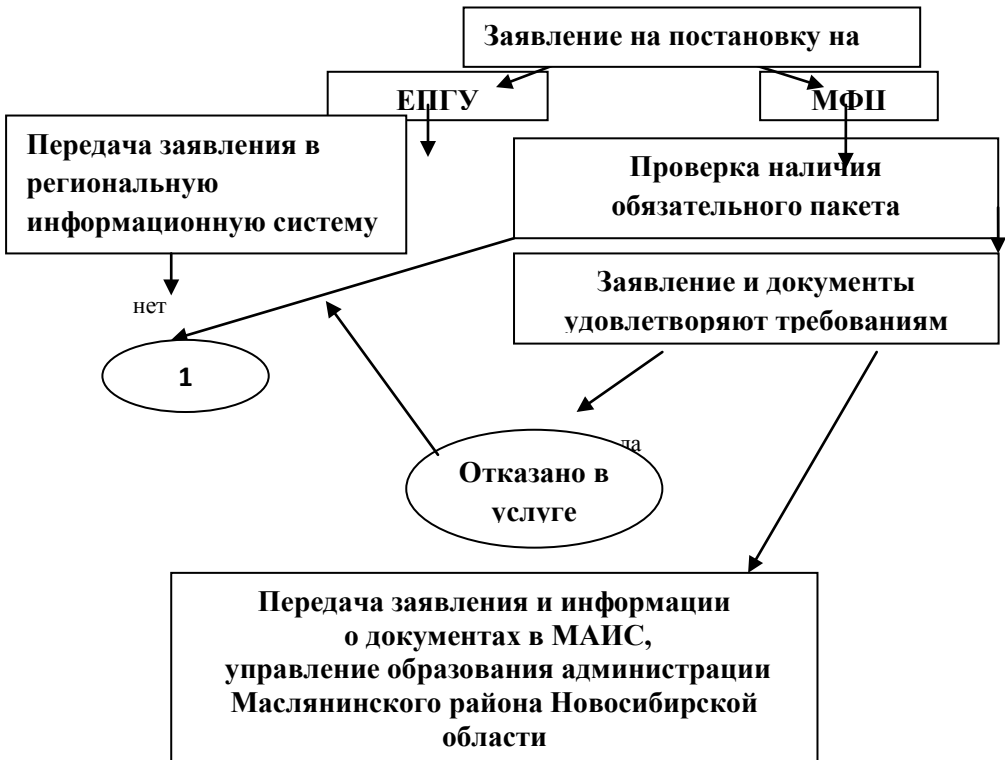 Заявление на постановку на
ЕПГУ
МФЦ
Передача заявления в
региональную
информационную систему
Проверка наличия
обязательного пакета
нет
Заявление и документы
удовлетворяют требованиям
1
да
Отказано в
услуге
Передача заявления и информации
о документах в МАИС,
управление образования администрации
Маслянинского района Новосибирской
области